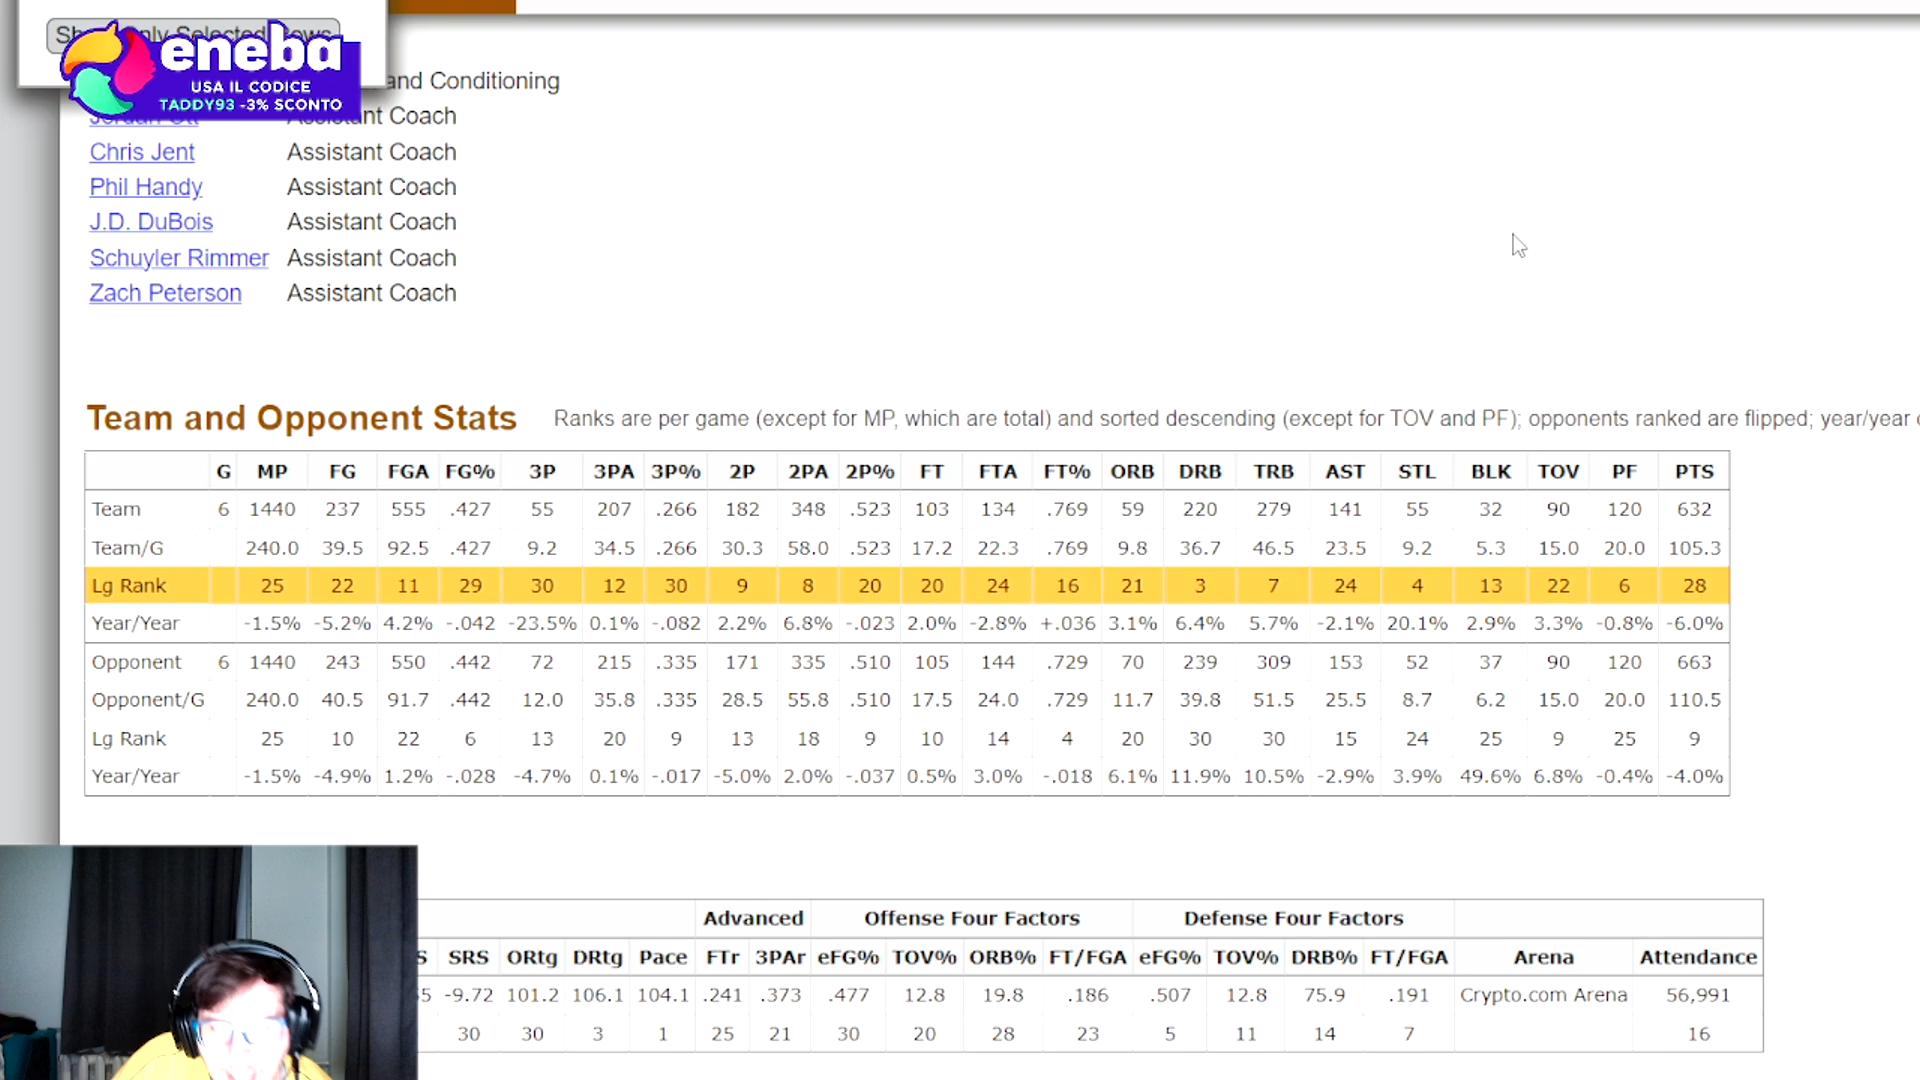 eneba
USA IL CODICE
TADDY93 -3% SCONTO
and Conditioning
Assistant Coach
Chris Jent Assistant Coach
Phil Handy Assistant Coach
J.D. DuBois Assistant Coach
Schuyler Rimmer Assistant Coach
Zach Peterson Assistant Coach
Team and Opponent Stats Ranks are per game (except for MP, which are total) and sorted descending (except for TOV and PF); opponents ranked are flipped; year/year
G MP FG FGA FG% 3P 3PA 3P% 2P 2PA 2P% FT FTA FT% ORB DRB TRB AST STL BLK TOV PF PTS
Team 6 1440 237 555 .427 55 207 .266 182 348 .523 103 134 .769 59 220 279 141 55 32 90 120 632
Team/G 240.0 39.5 92.5 .427 9.2 34.5 .266 30.3 58.0 .523 17.2 22.3 .769 9.8 36.7 46.5 23.5 9.2 5.3 15.0 20.0 105.3
Lg Rank 25 22 11 29 30 12 30 9 8 20 20 24 16 21 3 7 24 4 13 22 6 28
Year/Year -1.5% -5.2% 4.2% -.042 -23.5% 0.1% -.082 2.2% 6.8% -.023 2.0% -2.8% +.036 3.1% 6.4% 5.7% -2.1% 20.1% 2.9% 3.3% -0.8% -6.0%
Opponent 6 1440 243 550 .442 72 215 .335 171 335 .510 105 144 .729 70 239 309 153 52 37 90 120 663
Opponent/G 240.0 40.5 91.7 .442 12.0 35.8 .335 28.5 55.8 .510 17.5 24.0 .729 11.7 39.8 51.5 25.5 8.7 6.2 15.0 20.0 110.5
Lg Rank 25 10 22 6 13 20 9 13 18 9 10 14 4 20 30 30 15 24 25 9 25 9
Year/Year -1.5% -4.9% 1.2% -.028 -4.7% 0.1% -.017 -5.0% 2.0% -.037 0.5% 3.0% -.018 6.1% 11.9% 10.5% -2.9% 3.9% 49.6% 6.8% -0.4% -4.0%
Advanced Offense Four Factors Defense Four Factors
S SRS ORtg DRtg Pace FTr 3PAr eFG% TOV% ORB% FT/FGA eFG% TOV% DRB% FT/FGA Arena Attendance
5 -9.72 101.2 106.1 104.1 .241 .373 .477 12.8 19.8 .186 .507 12.8 75.9 .191 Crypto.com Arena 56,991
30 30 3 1 25 21 30 20 28 23 5 11 14 7 16